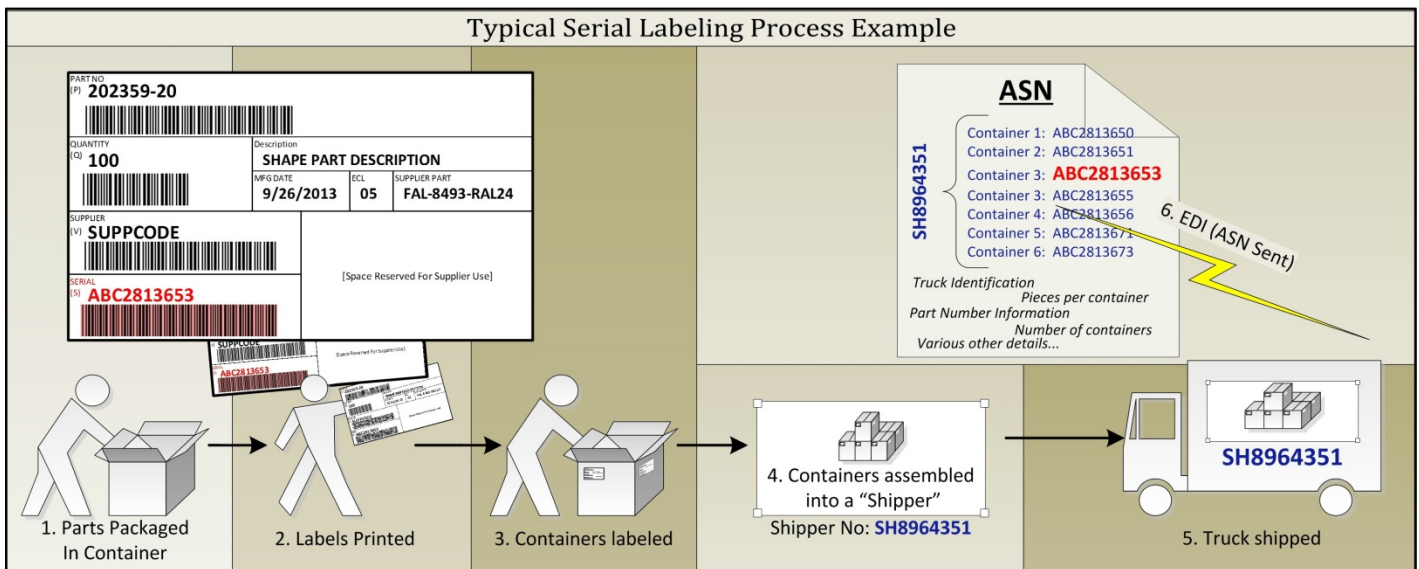 Typical Serial Labeling Process Example
PART NO
(P) 202359-20
QUANTITY
(Q) 100
Description
SHAPE PART DESCRIPTION
MFG DATE
9/26/2013
ECL
05
SUPPLIER PART
FAL-8493-RAL24
SUPPLIER
(V) SUPPCODE
SERIAL
(S) ABC2813653
[Space Reserved For Supplier Use]
SUPPCODE
[Space Reserved For Supplier Use]
ABC2813653
ASN
SH8964351
Container 1: ABC2813650
Container 2: ABC2813651
Container 3: ABC2813653
Container 3: ABC2813655
Container 4: ABC2813656
Container 5: ABC2813671
Container 6: ABC2813673
Truck Identification
Pieces per container
Part Number Information
Number of containers
Various other details...
6. EDI (ASN Sent)
1. Parts Packaged
In Container
2. Labels Printed
3. Containers labeled
4. Containers assembled
into a “Shipper”
Shipper No: SH8964351
SH8964351
5. Truck shipped